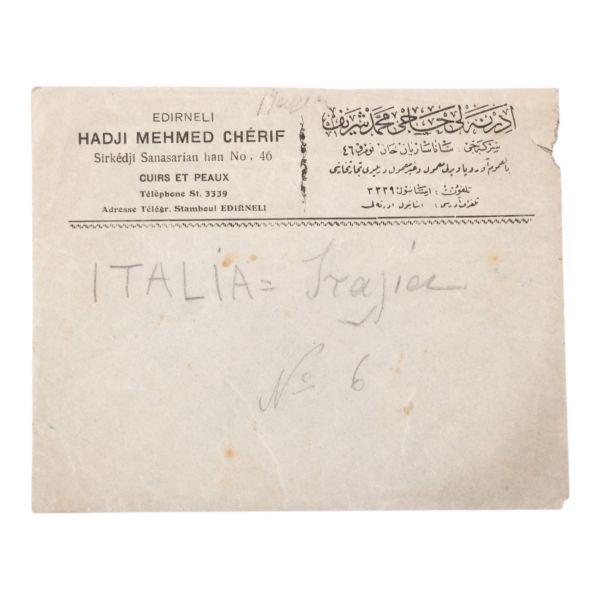 EDIRNELI
HADJI MEHMED CHÉRIF
Sirkédji Sanasarian han No. 46
CUIRS ET PEAUX
Téléphone St. 3339
Adresse Télégr. Stamboul EDIRNELI
ادرنه لی حاجی محمد شریف
سركه جی ، ساناساریان خان نومرو ٤٦
تلفون : استانبول ٣٣٣٩
تلغراف آدرسی : استانبول ادرنه لی
ITALIA =
No 6